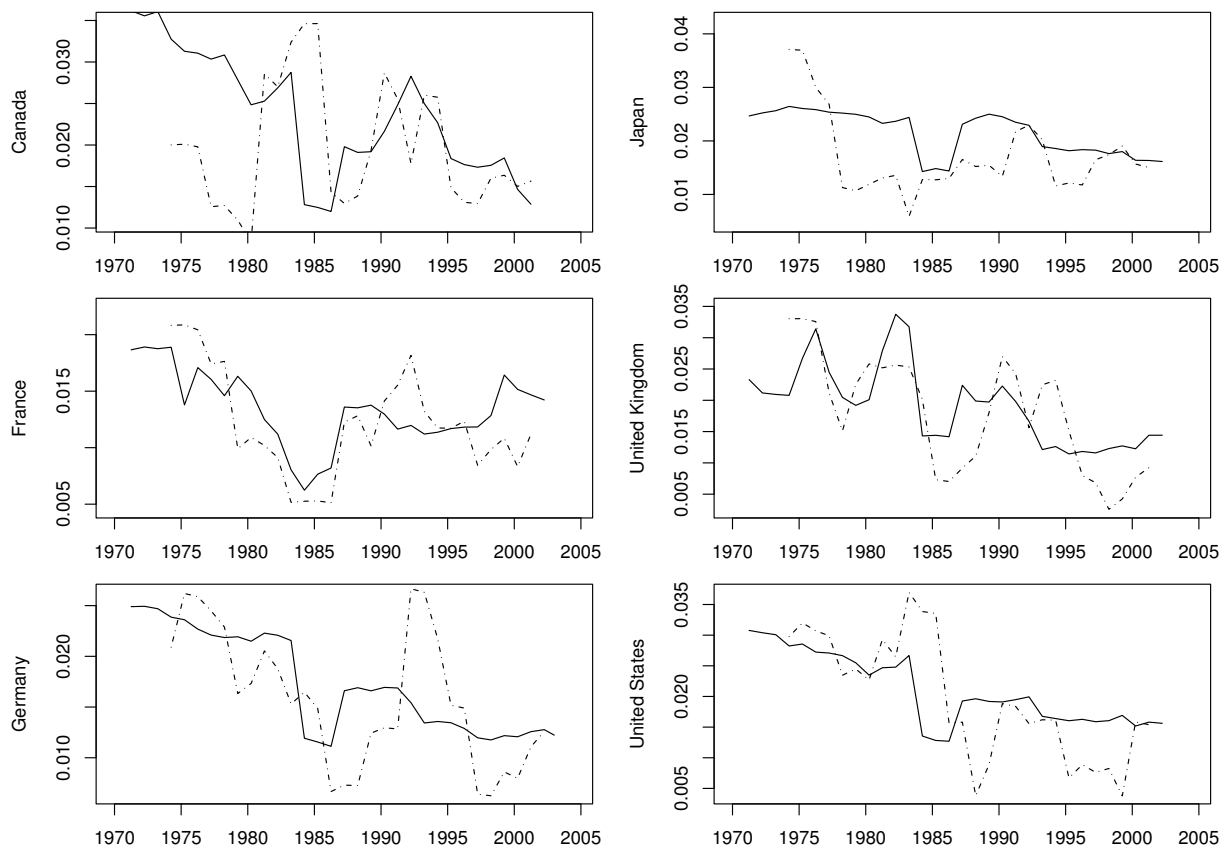 Canada
0.010 0.020 0.030
1970 1975 1980 1985 1990 1995 2000 2005
Japan
0.01 0.02 0.03 0.04
1970 1975 1980 1985 1990 1995 2000 2005
France
0.005 0.015
1970 1975 1980 1985 1990 1995 2000 2005
United Kingdom
0.005 0.015 0.025 0.035
1970 1975 1980 1985 1990 1995 2000 2005
Germany
0.010 0.020
1970 1975 1980 1985 1990 1995 2000 2005
United States
0.005 0.020 0.035
1970 1975 1980 1985 1990 1995 2000 2005